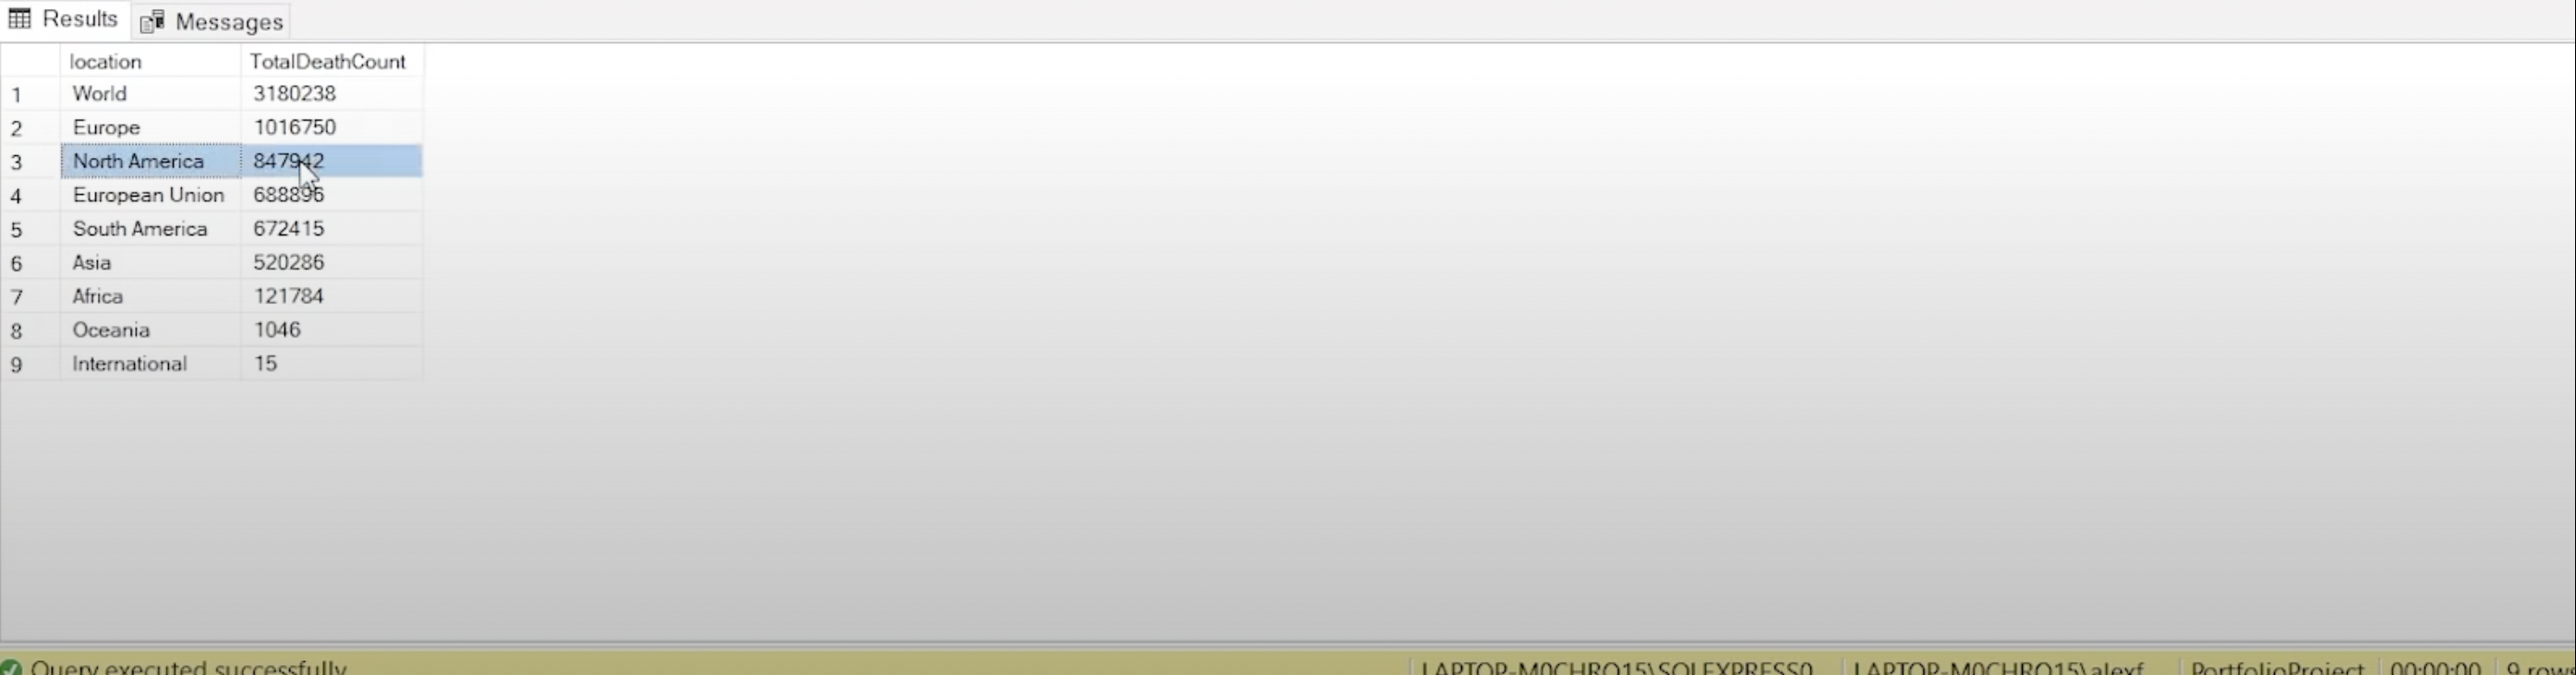 Results Messages
location TotalDeathCount
1 World 3180238
2 Europe 1016750
3 North America 847942
4 European Union 688896
5 South America 672415
6 Asia 520286
7 Africa 121784
8 Oceania 1046
9 International 15
Query executed successfully LAPTOP-M0CHRO15\SQLEXPRESS0 LAPTOP-M0CHRO15\alexf PortfolioProject 00:00:00 9 rows